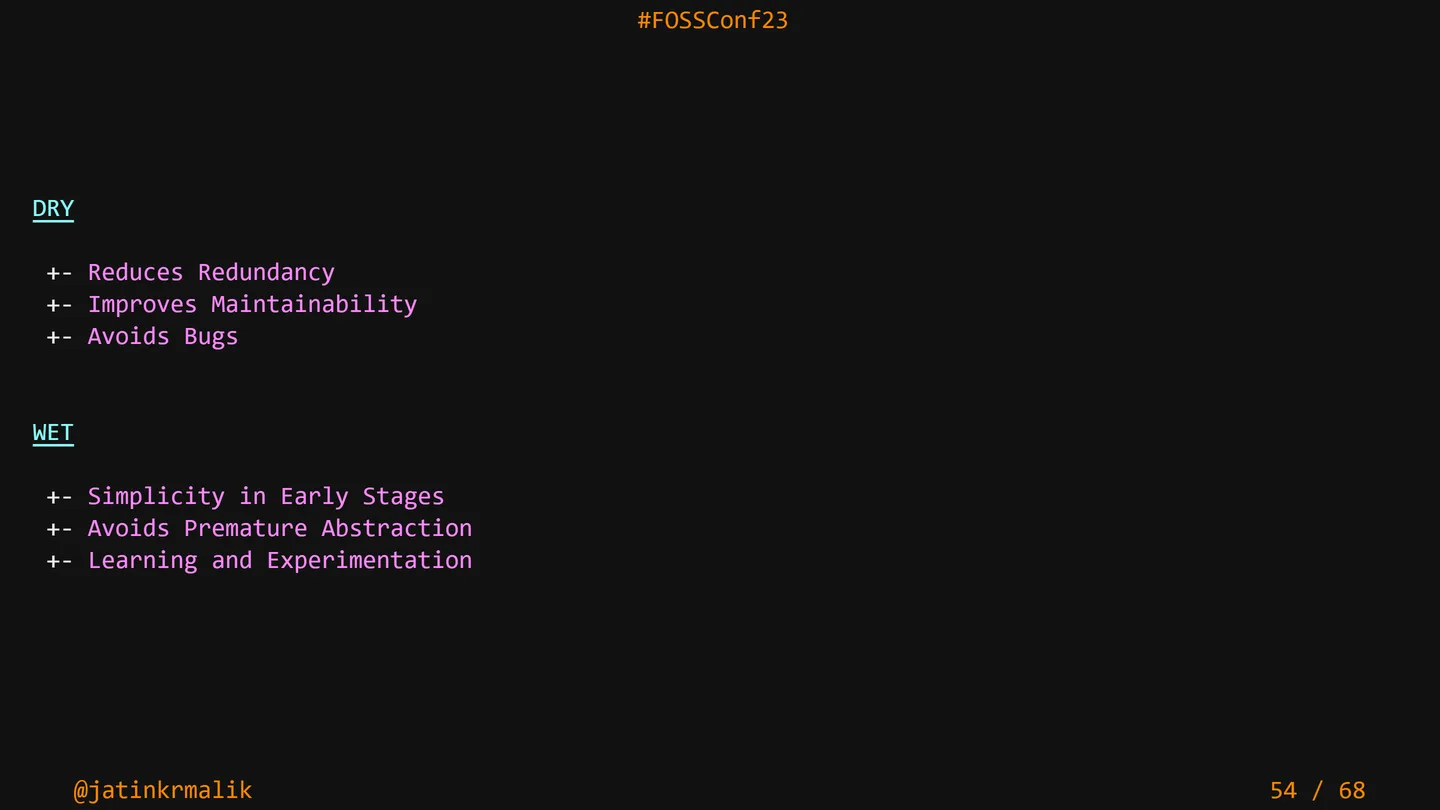 #FOSSConf23
DRY
+- Reduces Redundancy
+- Improves Maintainability
+- Avoids Bugs
WET
+- Simplicity in Early Stages
+- Avoids Premature Abstraction
+- Learning and Experimentation
@jatinkrmalik
54 / 68